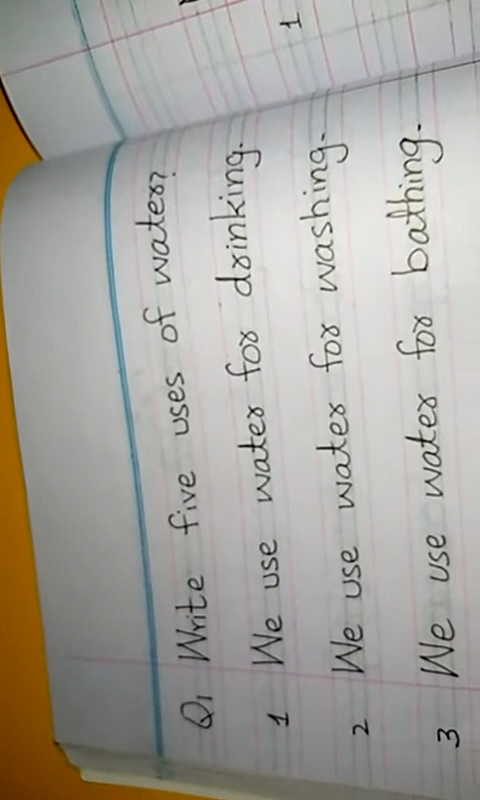 Q1 Write five uses of water?
1 We use water for drinking.
2 We use water for washing.
3 We use water for bathing.